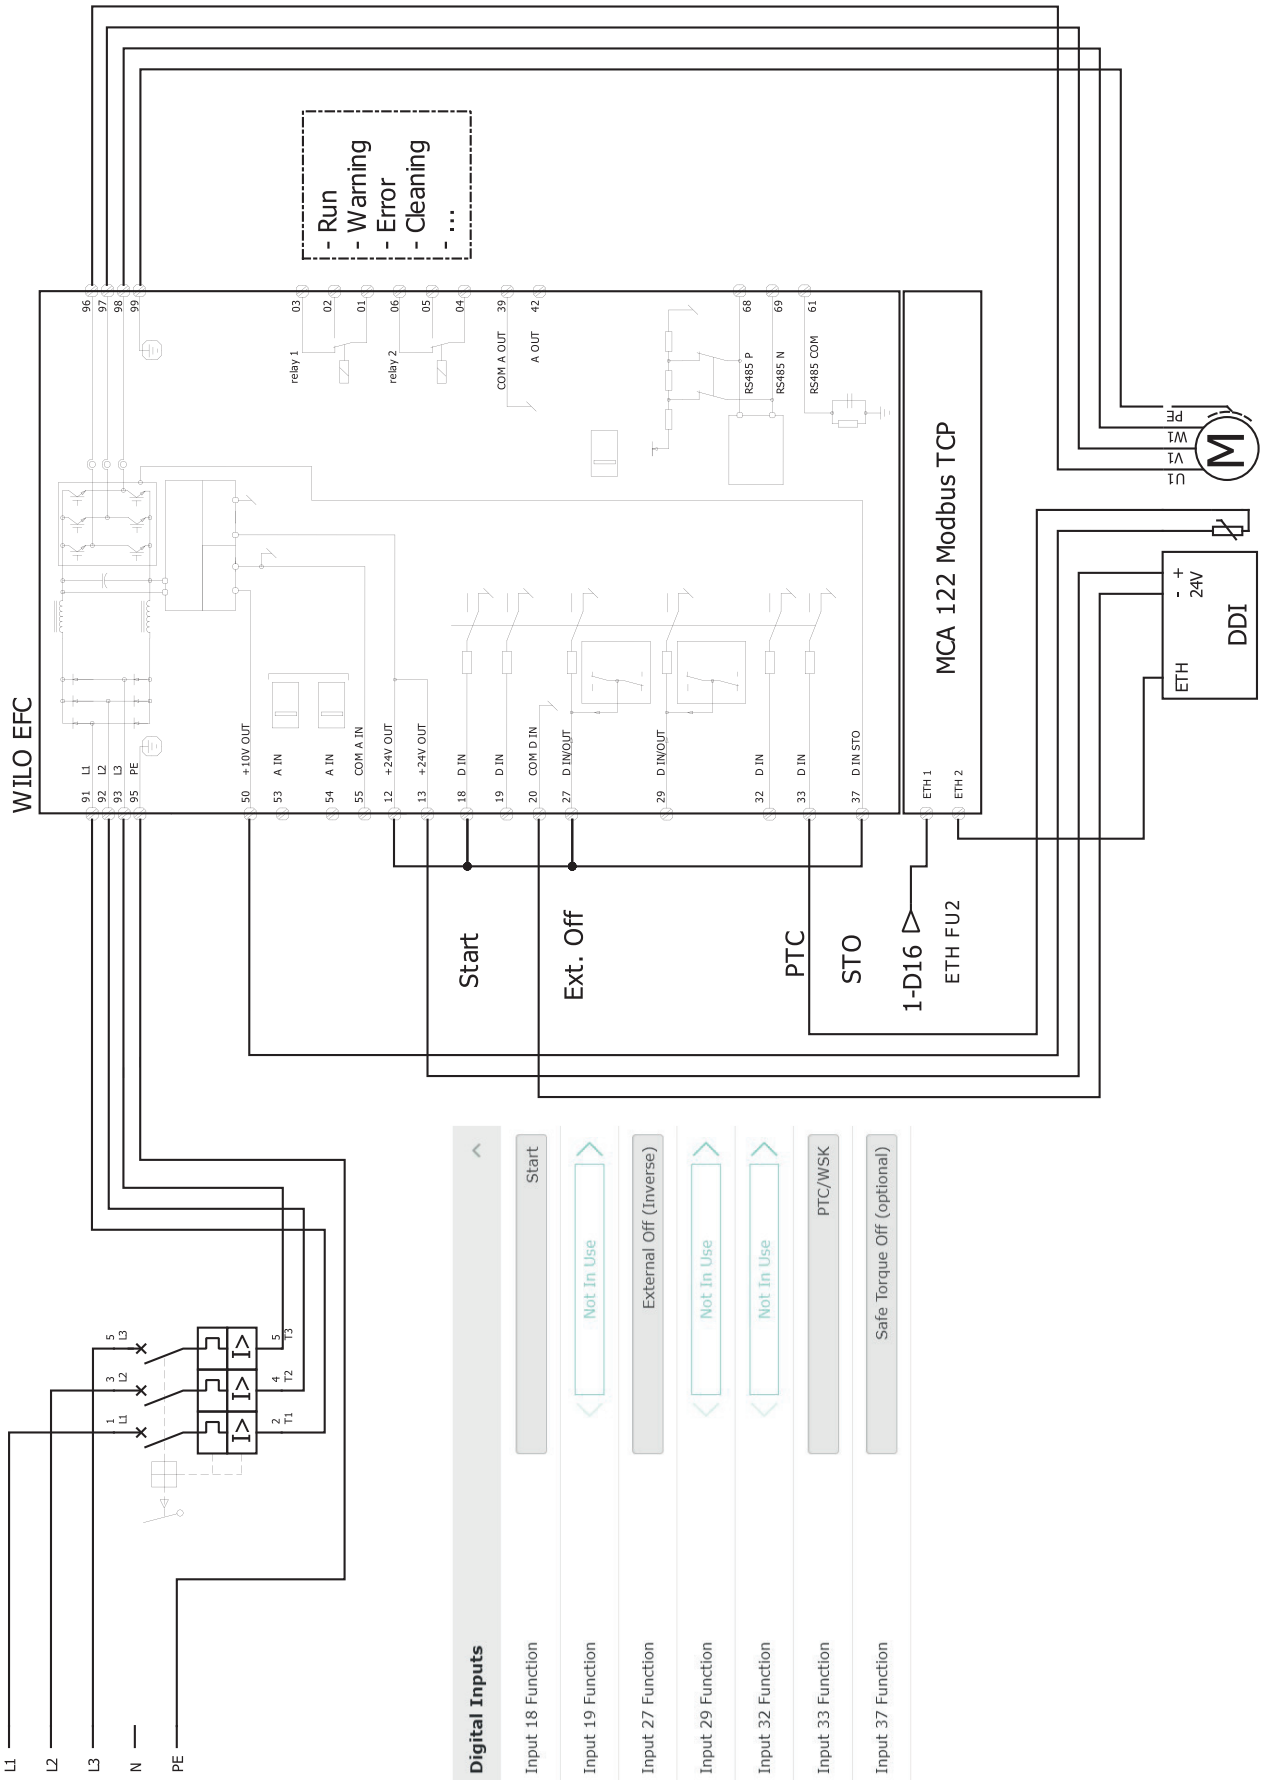 WILO EFC
91 L1
92 L2
93 L3
95 PE
50 +10V OUT
53 A IN
54 A IN
55 COM A IN
12 +24V OUT
13 +24V OUT
18 D IN
19 D IN
20 COM D IN
27 D IN/OUT
29 D IN/OUT
32 D IN
33 D IN
37 D IN STO
ETH 1
ETH 2
MCA 122 Modbus TCP
96
97
98
99
relay 1
03
02
01
relay 2
06
05
04
COM A OUT 39
A OUT 42
RS485 P 68
RS485 N 69
RS485 COM 61
- Run
- Warning
- Error
- Cleaning
- ...
Start
Ext. Off
PTC
STO
1-D16
ETH FU2
U1
V1
W1
PE
M
ETH
- +
24V
DDI
L1
L2
L3
N
PE
1 L1
3 L2
5 L3
I>
I>
I>
2 T1
4 T2
5 T3
Digital Inputs
Input 18 Function Start
Input 19 Function Not In Use
Input 27 Function External Off (Inverse)
Input 29 Function Not In Use
Input 32 Function Not In Use
Input 33 Function PTC/WSK
Input 37 Function Safe Torque Off (optional)